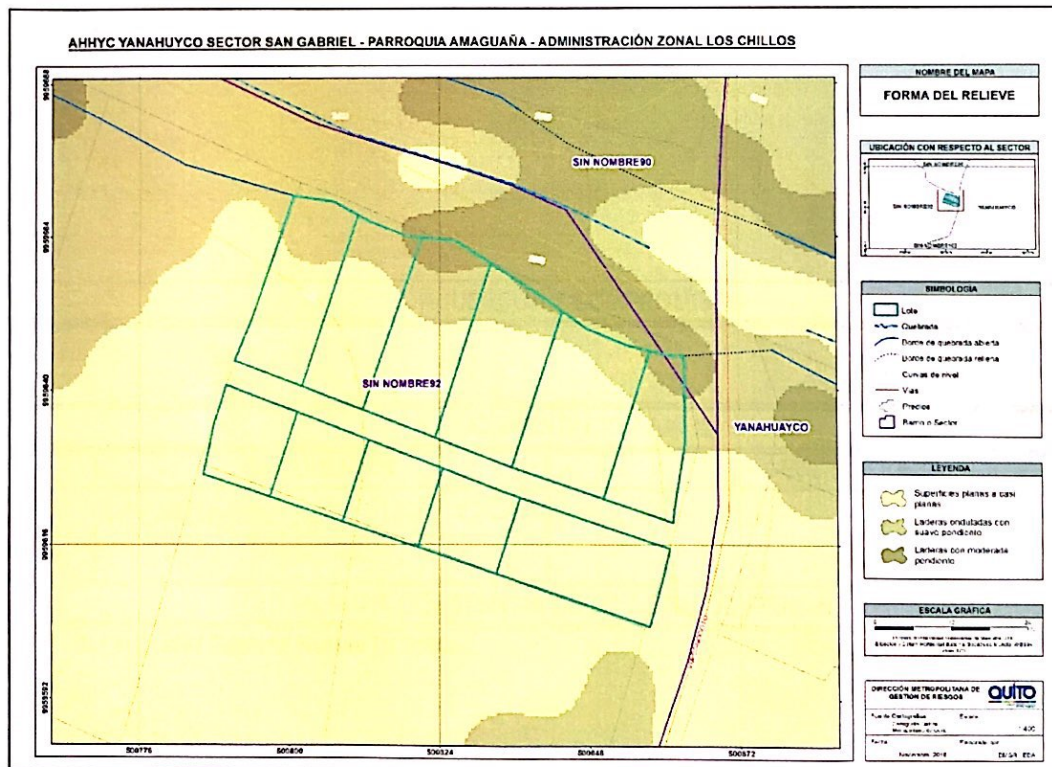 AHHYC YANAHUYCO SECTOR SAN GABRIEL - PARROQUIA AMAGUAÑA - ADMINISTRACIÓN ZONAL LOS CHILLOS
9959688
9959664
9959640
9959616
9959592
SIN NOMBRE90
SIN NOMBRE92
YANAHUAYCO
500776
500800
500824
500848
500872
NOMBRE DEL MAPA
FORMA DEL RELIEVE
UBICACIÓN CON RESPECTO AL SECTOR
SIMBOLOGÍA
Lote
Quebrada
Borde de quebrada abierta
Borde de quebrada rellena
Curvas de nivel
Vías
Predios
Barrio o Sector
LEYENDA
Superficies planas a casi
planas
Laderas onduladas con
suave pendiente
Laderas con moderada
pendiente
ESCALA GRÁFICA
DIRECCIÓN METROPOLITANA DE
GESTIÓN DE RIESGOS
QUITO